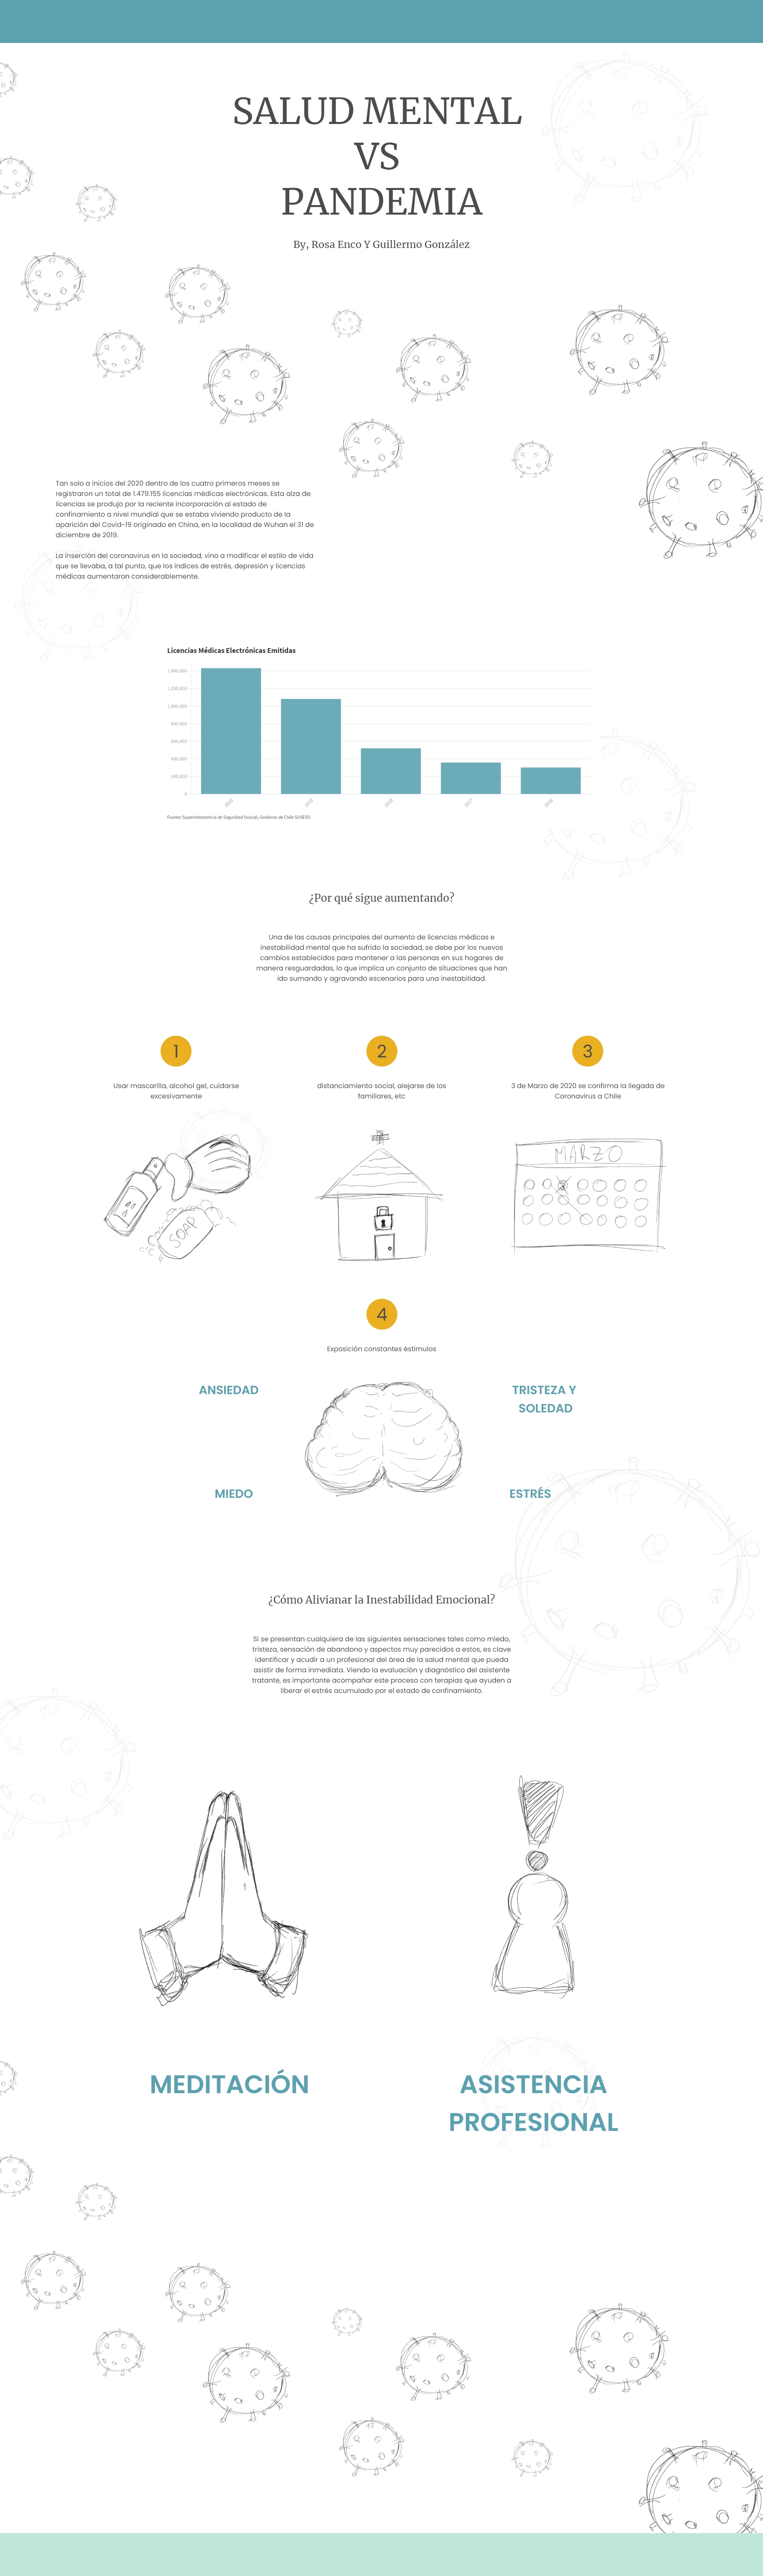 SALUD MENTAL
VS
PANDEMIA
By, Rosa Enco Y Guillermo González
Tan solo a inicios del 2020 dentro de los cuatro primeros meses se
registraron un total de 1.479.155 licencias médicas electrónicas. Esta alza de
licencias se produjo por la reciente incorporación al estado de
confinamiento a nivel mundial que se estaba viviendo producto de la
aparición del Covid-19 originado en China, en la localidad de Wuhan el 31 de
diciembre de 2019.
La inserción del coronavirus en la sociedad, vino a modificar el estilo de vida
que se llevaba, a tal punto, que los índices de estrés, depresión y licencias
médicas aumentaron considerablemente.
Licencias Médicas Electrónicas Emitidas
1,400,000
1,200,000
1,000,000
800,000
600,000
400,000
200,000
0
2020
2019
2018
2017
2016
Fuente: Superintendencia de Seguridad Scocial, Gobierno de Chile SUSESO
¿Por qué sigue aumentando?
Una de las causas principales del aumento de licencias médicas e
inestabilidad mental que ha sufrido la sociedad, se debe por los nuevos
cambios establecidos para mantener a las personas en sus hogares de
manera resguardadas, lo que implica un conjunto de situaciones que han
ido sumando y agravando escenarios para una inestabilidad.
1
2
3
Usar mascarilla, alcohol gel, cuidarse
excesivamente
distanciamiento social, alejarse de los
familiares, etc
3 de Marzo de 2020 se confirma la llegada de
Coronavirus a Chile
SOAP
MARZO
3
4
Exposición constantes éstimulos
ANSIEDAD
TRISTEZA Y
SOLEDAD
MIEDO
ESTRÉS
¿Cómo Alivianar la Inestabilidad Emocional?
Si se presentan cualquiera de las siguientes sensaciones tales como miedo,
tristeza, sensación de abandono y aspectos muy parecidos a estos, es clave
identificar y acudir a un profesional del área de la salud mental que pueda
asistir de forma inmediata. Viendo la evaluación y diagnóstico del asistente
tratante, es importante acompañar este proceso con terapias que ayuden a
liberar el estrés acumulado por el estado de confinamiento.
MEDITACIÓN
ASISTENCIA
PROFESIONAL